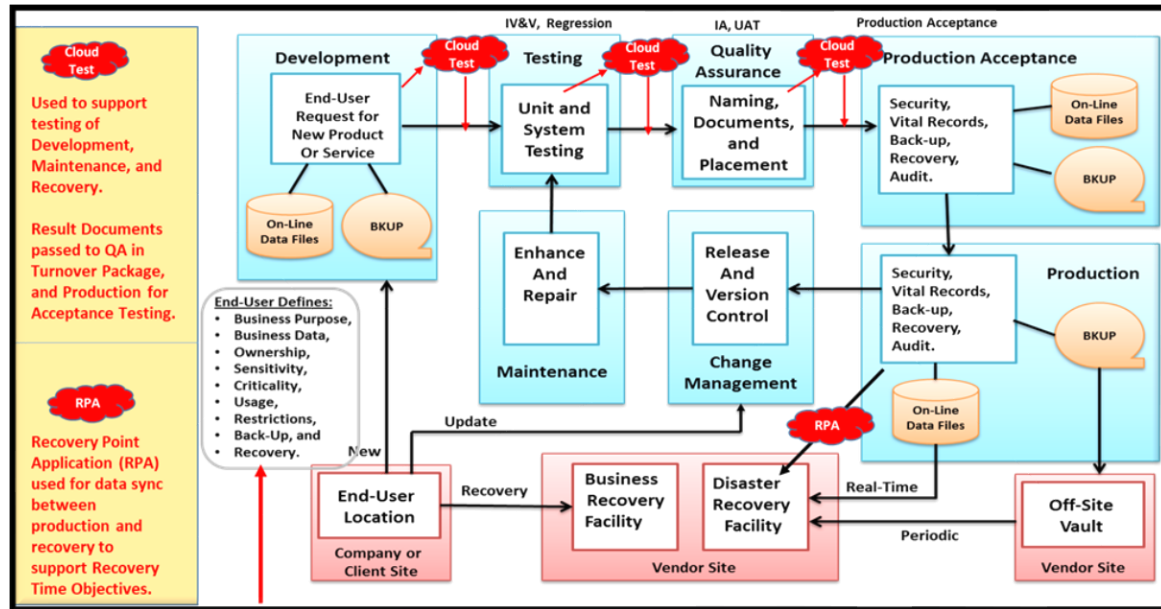 Cloud
Test
Used to support
testing of
Development,
Maintenance, and
Recovery.
Result Documents
passed to QA in
Turnover Package,
and Production for
Acceptance Testing.
RPA
Recovery Point
Application (RPA)
used for data sync
between
production and
recovery to
support Recovery
Time Objectives.
IV&V, Regression
IA, UAT
Production Acceptance
Development
Cloud
Test
Testing
Cloud
Test
Quality
Assurance
Cloud
Test
Production Acceptance
End-User
Request for
New Product
Or Service
Unit and
System
Testing
Naming,
Documents,
and
Placement
Security,
Vital Records,
Back-up,
Recovery,
Audit.
On-Line
Data Files
BKUP
On-Line
Data Files
BKUP
Enhance
And
Repair
Maintenance
Release
And
Version
Control
Change
Management
Security,
Vital Records,
Back-up,
Recovery,
Audit.
Production
BKUP
On-Line
Data Files
End-User Defines:
• Business Purpose,
• Business Data,
• Ownership,
• Sensitivity,
• Criticality,
• Usage,
• Restrictions,
• Back-Up, and
• Recovery.
New
Update
RPA
End-User
Location
Company or
Client Site
Recovery
Business
Recovery
Facility
Disaster
Recovery
Facility
Vendor Site
Real-Time
Periodic
Off-Site
Vault
Vendor Site